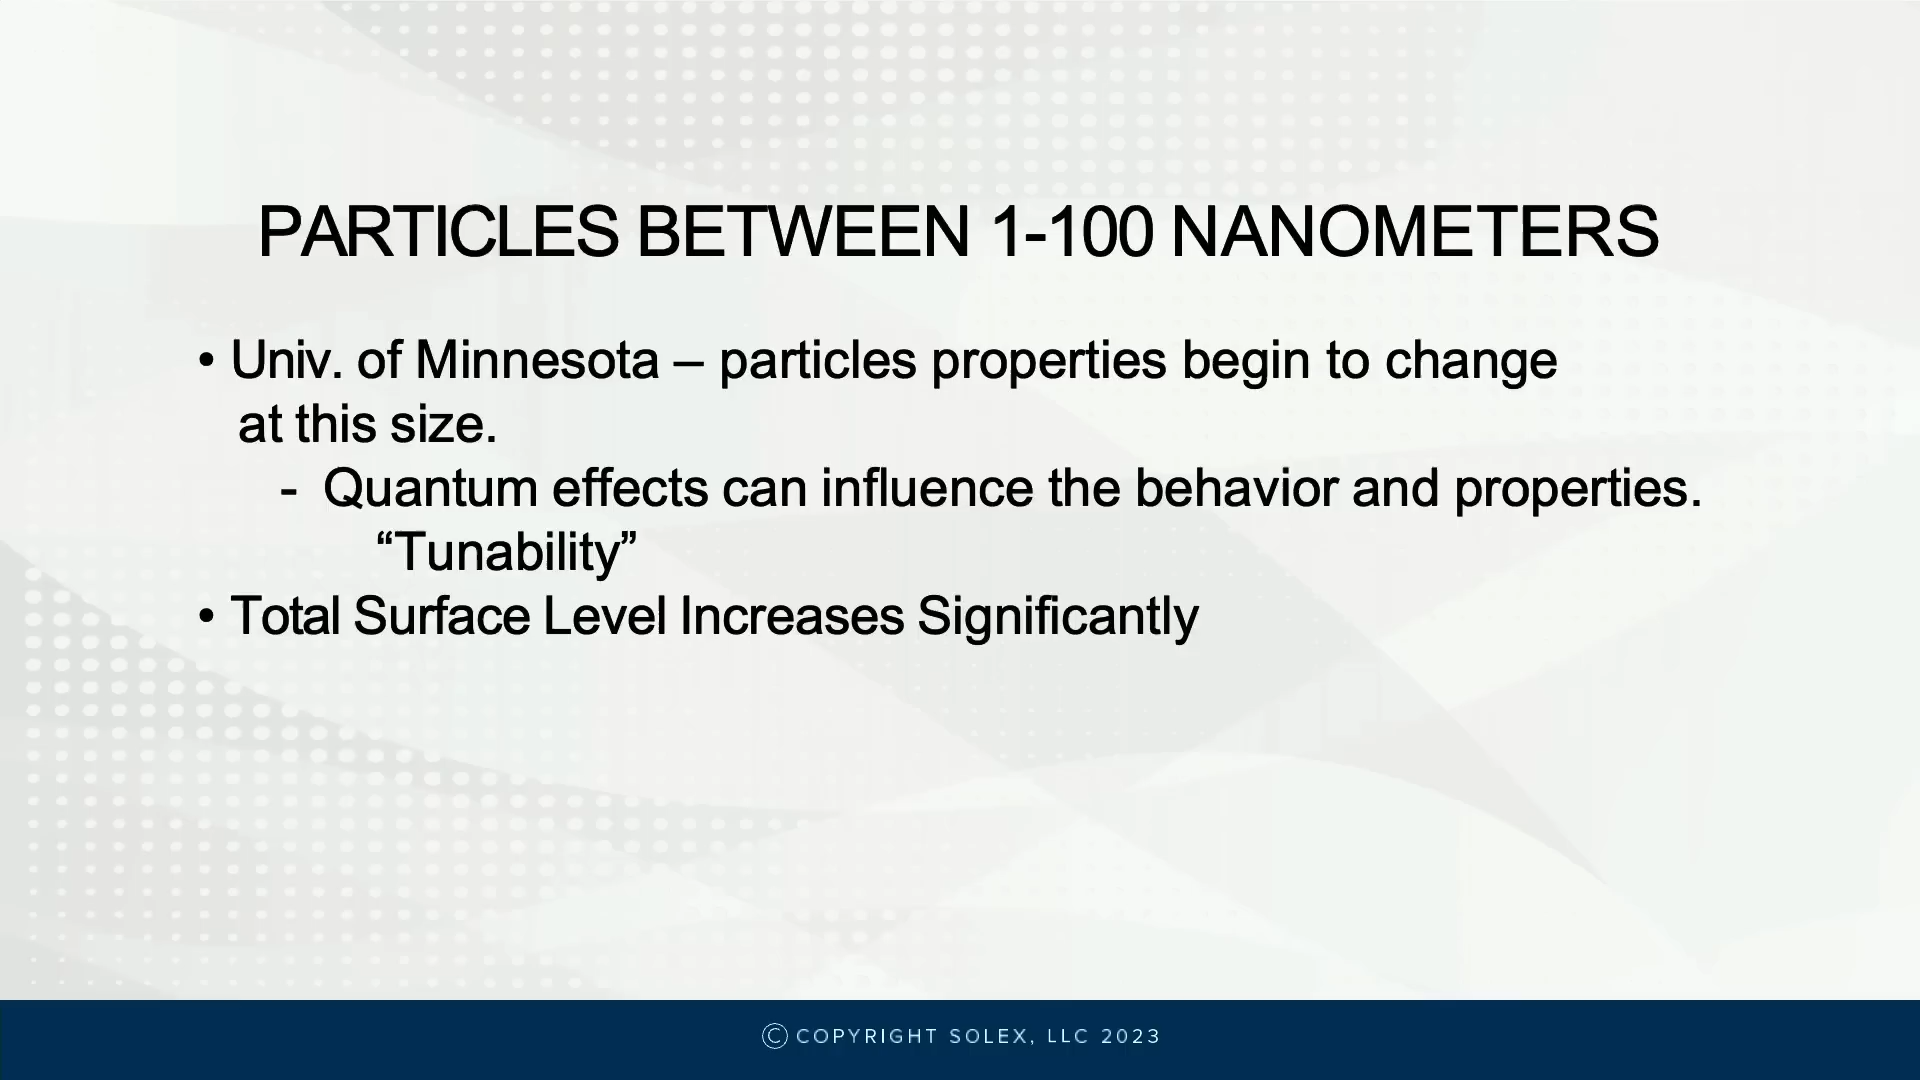 PARTICLES BETWEEN 1-100 NANOMETERS
• Univ. of Minnesota – particles properties begin to change
at this size.
- Quantum effects can influence the behavior and properties.
“Tunability”
• Total Surface Level Increases Significantly
© COPYRIGHT SOLEX, LLC 2023